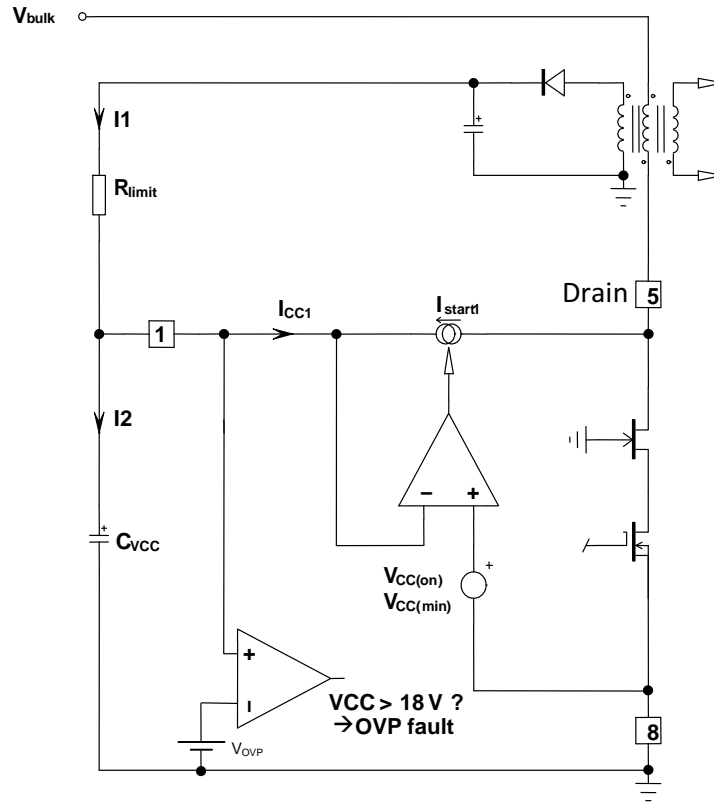 Vbulk
I1
Rlimit
Drain
5
ICC1
Istart1
1
I2
CVCC
VCC(on)
VCC(min)
VCC > 18 V ?
→OVP fault
VOVP
8